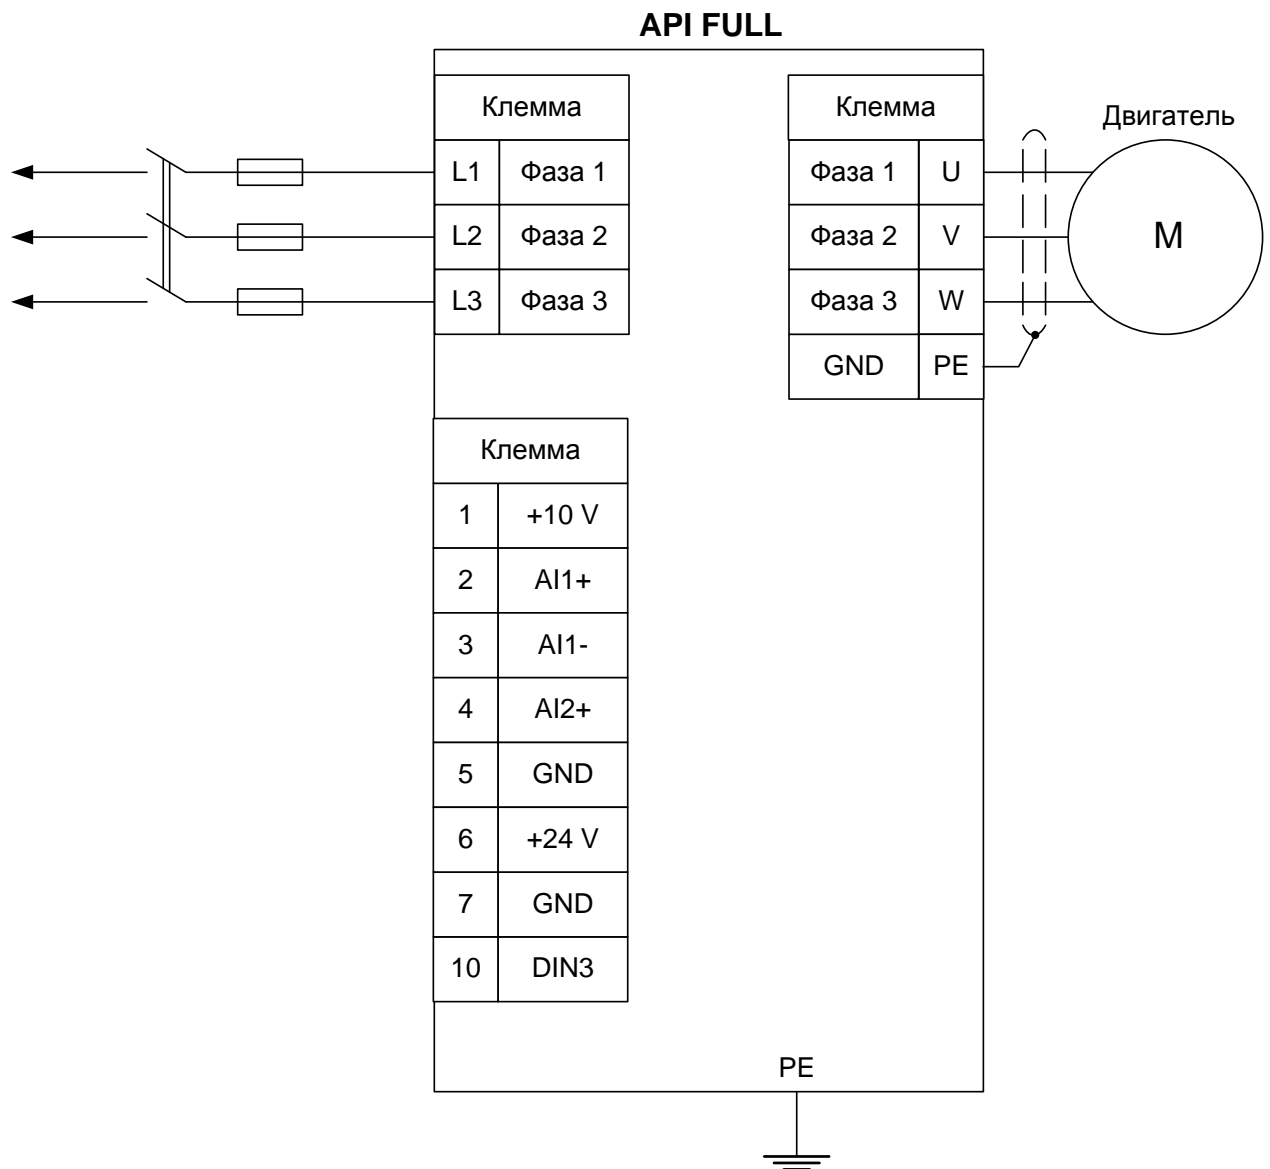 API FULL
Клемма
L1 Фаза 1
L2 Фаза 2
L3 Фаза 3
Клемма
Фаза 1 U
Фаза 2 V
Фаза 3 W
GND PE
Двигатель
M
Клемма
1 +10 V
2 AI1+
3 AI1-
4 AI2+
5 GND
6 +24 V
7 GND
10 DIN3
PE